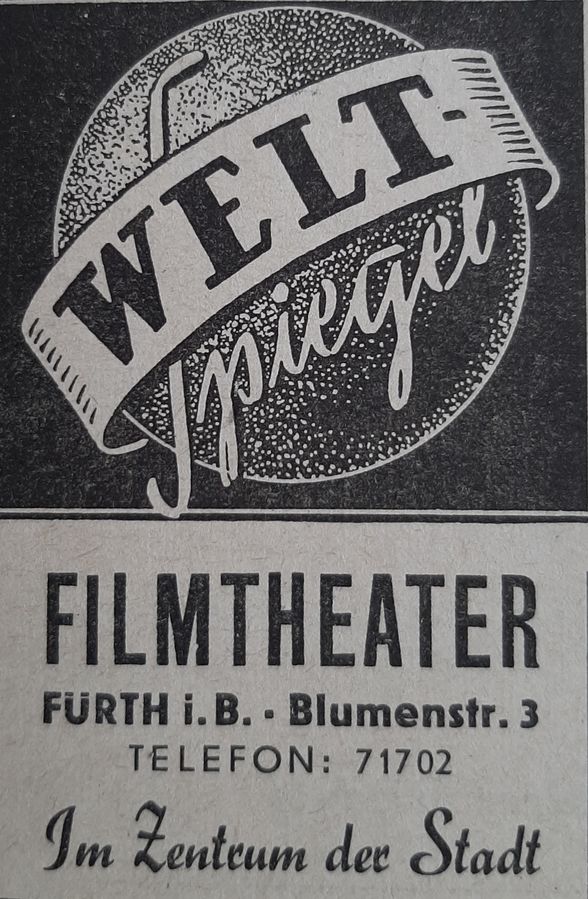 WELT-
Spiegel
FILMTHEATER
FÜRTH i. B. · Blumenstr. 3
TELEFON: 71702
Im Zentrum der Stadt